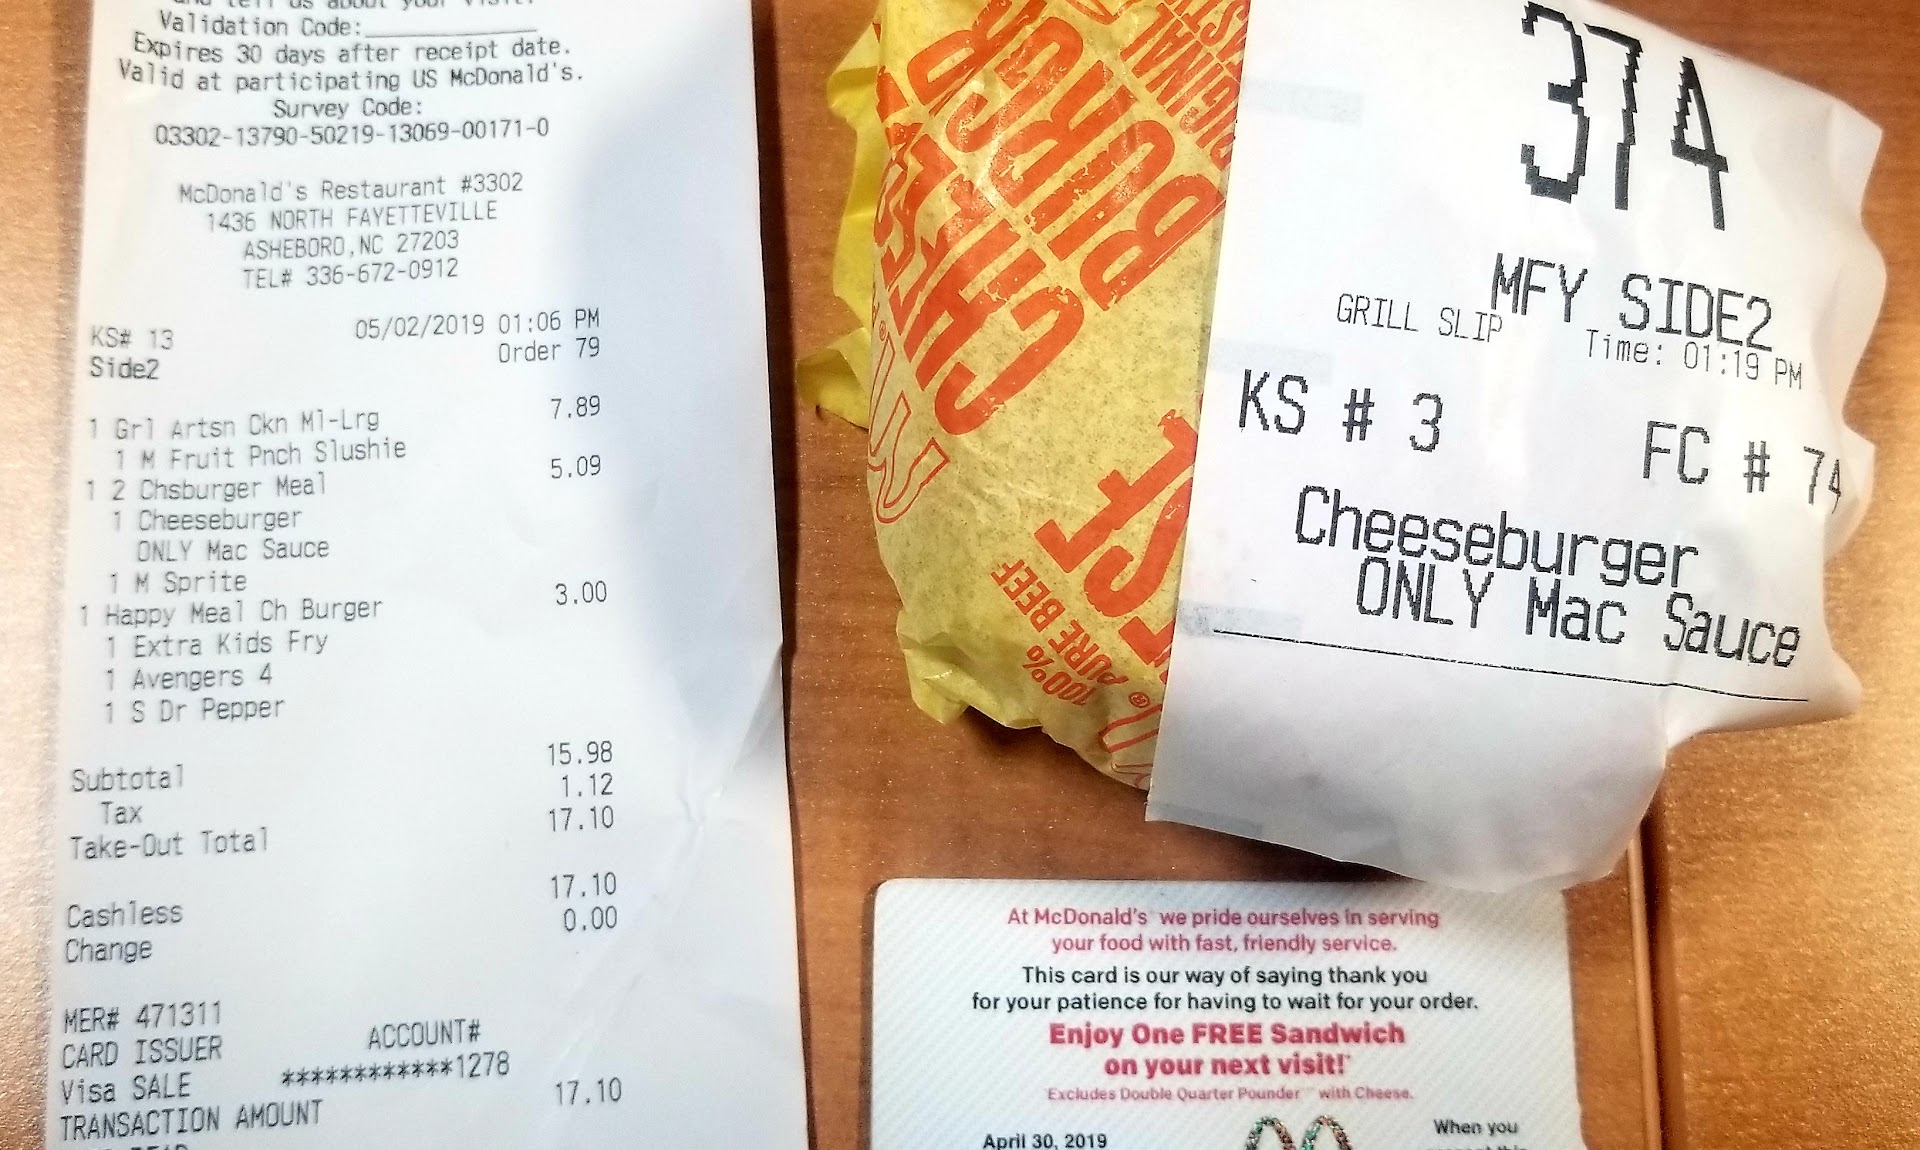 and tell us about your visit.
Validation Code:
Expires 30 days after receipt date.
Valid at participating US McDonald's.
Survey Code:
03302-13790-50219-13069-00171-0
McDonald's Restaurant #3302
1436 NORTH FAYETTEVILLE
ASHEBORO,NC 27203
TEL# 336-672-0912
KS# 13 05/02/2019 01:06 PM
Side2 Order 79
1 Grl Artsn Ckn Ml-Lrg 7.89
1 M Fruit Pnch Slushie
1 2 Chsburger Meal 5.09
1 Cheeseburger
ONLY Mac Sauce
1 M Sprite
1 Happy Meal Ch Burger 3.00
1 Extra Kids Fry
1 Avengers 4
1 S Dr Pepper
Subtotal 15.98
Tax 1.12
Take-Out Total 17.10
Cashless 17.10
Change 0.00
MER# 471311
CARD ISSUER ACCOUNT#
Visa SALE ************1278
TRANSACTION AMOUNT 17.10
CHEESE
BURGR
100%
PURE BEEF
374
MFY SIDE2
GRILL SLIP Time: 01:19 PM
KS # 3 FC # 74
Cheeseburger
ONLY Mac Sauce
At McDonald's we pride ourselves in serving
your food with fast, friendly service.
This card is our way of saying thank you
for your patience for having to wait for your order.
Enjoy One FREE Sandwich
on your next visit!*
*Excludes Double Quarter Pounder™ with Cheese.
April 30, 2019
When you